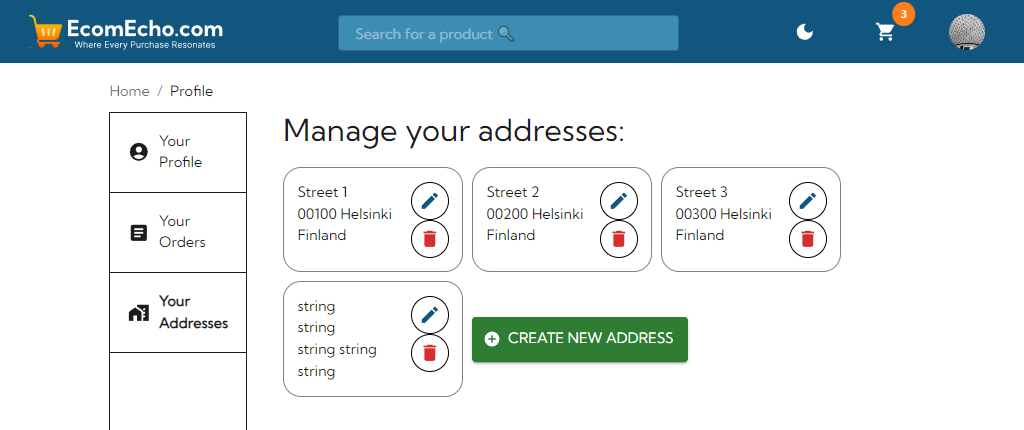 EcomEcho.com
Where Every Purchase Resonates
Search for a product 🔍
3
Home / Profile
Your
Profile
Your
Orders
Your
Addresses
Manage your addresses:
Street 1
00100 Helsinki
Finland
Street 2
00200 Helsinki
Finland
Street 3
00300 Helsinki
Finland
string
string
string string
string
CREATE NEW ADDRESS